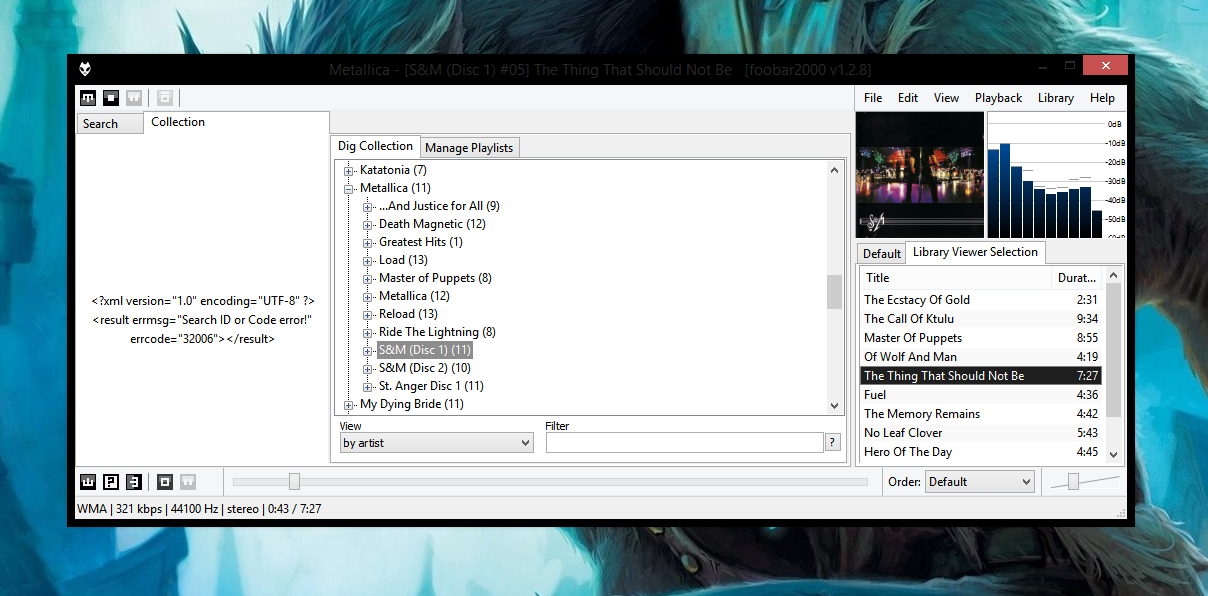 Metallica - [S&M (Disc 1) #05] The Thing That Should Not Be   [foobar2000 v1.2.8]
File Edit View Playback Library Help
Search Collection
<?xml version="1.0" encoding="UTF-8" ?>
<result errmsg="Search ID or Code error!"
errcode="32006"></result>
Dig Collection Manage Playlists
Katatonia (7)
Metallica (11)
...And Justice for All (9)
Death Magnetic (12)
Greatest Hits (1)
Load (13)
Master of Puppets (8)
Metallica (12)
Reload (13)
Ride The Lightning (8)
S&M (Disc 1) (11)
S&M (Disc 2) (10)
St. Anger Disc 1 (11)
My Dying Bride (11)
View Filter
by artist ?
S&M
0dB
-10dB
-20dB
-30dB
-40dB
-50dB
Default Library Viewer Selection
Title Durat...
The Ecstacy Of Gold 2:31
The Call Of Ktulu 9:34
Master Of Puppets 8:55
Of Wolf And Man 4:19
The Thing That Should Not Be 7:27
Fuel 4:36
The Memory Remains 4:42
No Leaf Clover 5:43
Hero Of The Day 4:45
Order: Default
WMA | 321 kbps | 44100 Hz | stereo | 0:43 / 7:27